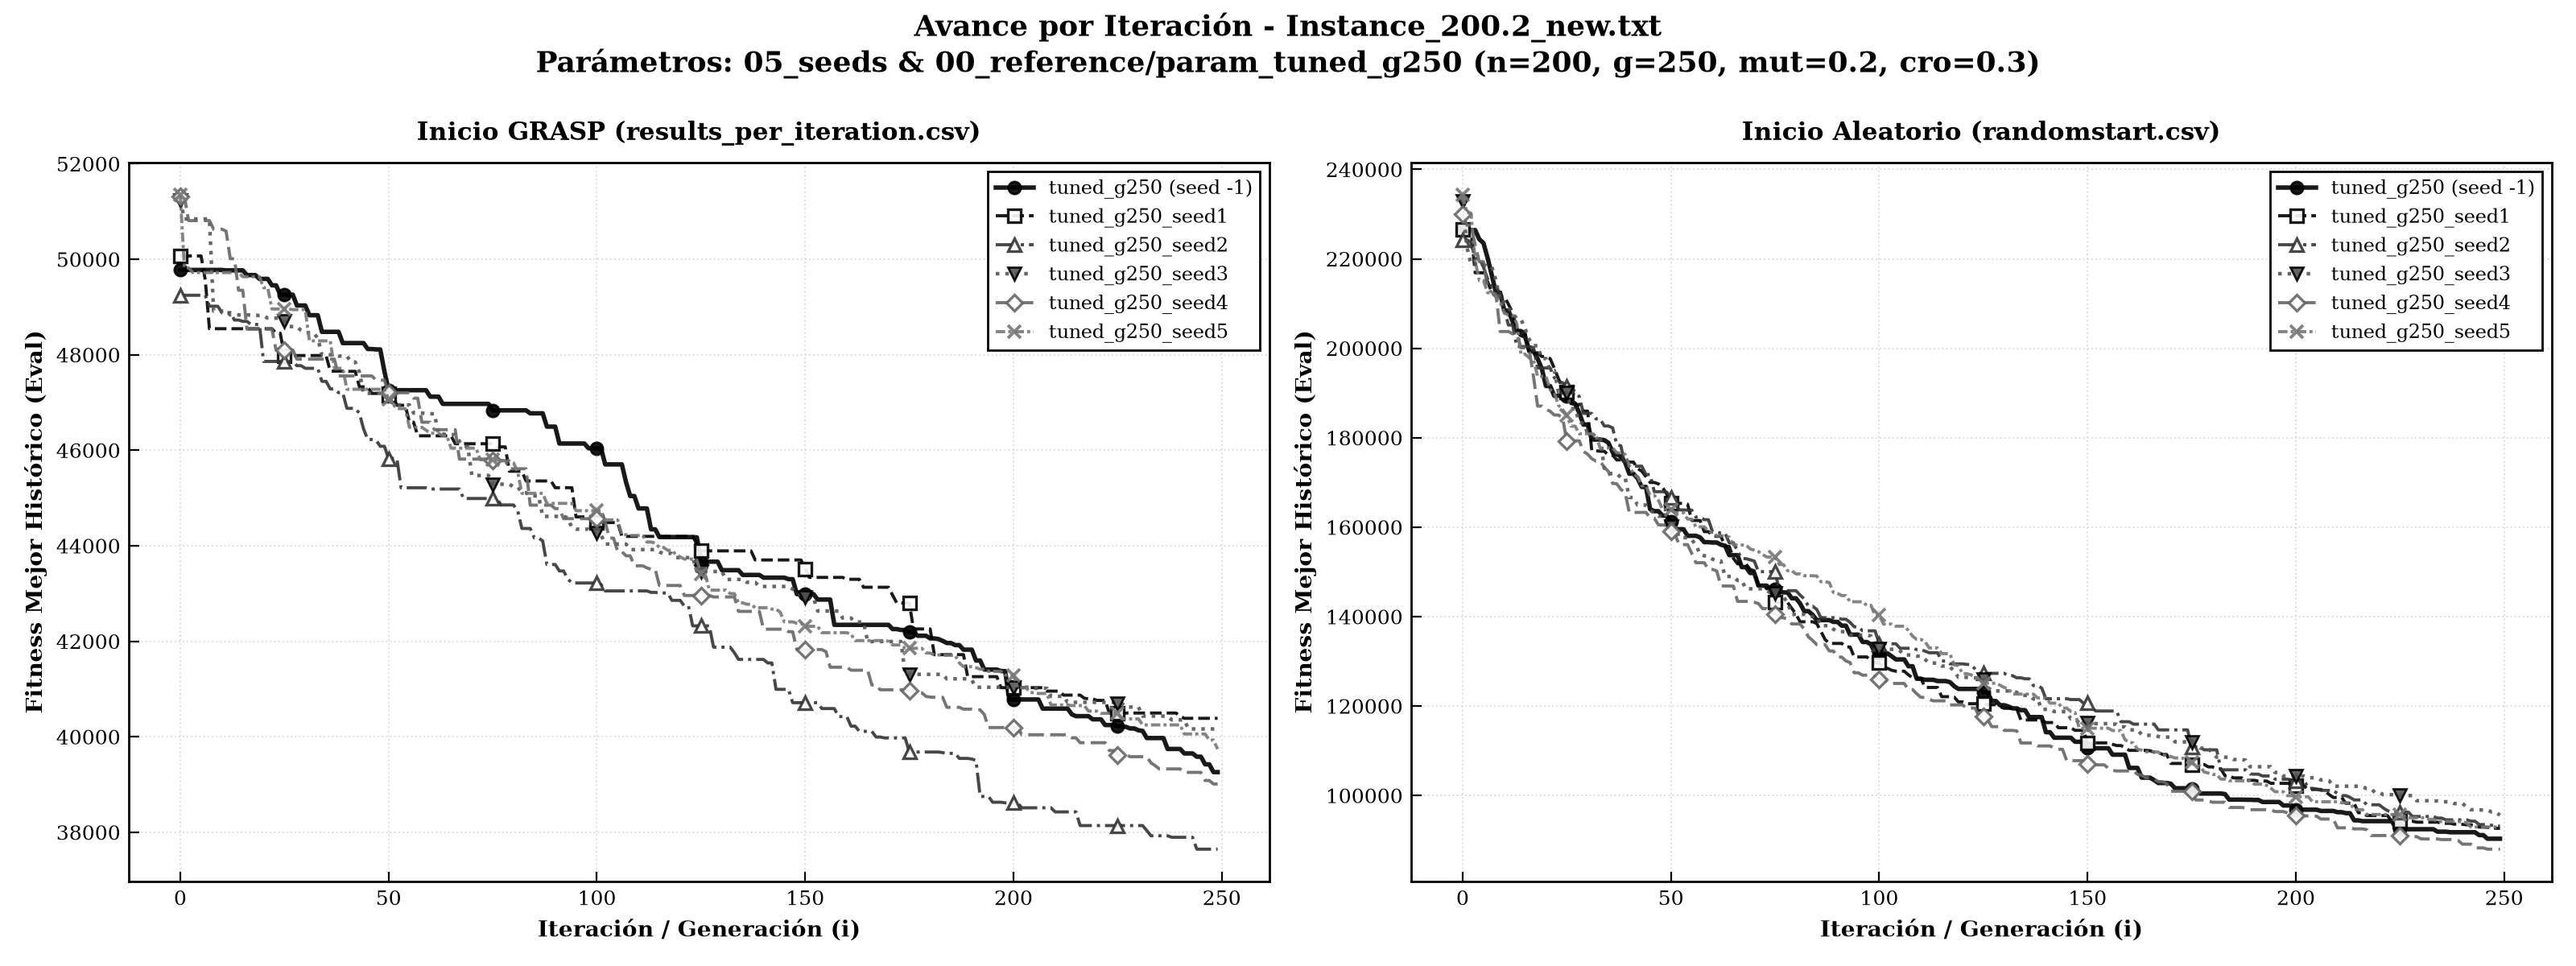 Avance por Iteración - Instance_200.2_new.txt
Parámetros: 05_seeds & 00_reference/param_tuned_g250 (n=200, g=250, mut=0.2, cro=0.3)
Inicio GRASP (results_per_iteration.csv)
52000
50000
48000
46000
44000
42000
40000
38000
Fitness Mejor Histórico (Eval)
tuned_g250 (seed -1)
tuned_g250_seed1
tuned_g250_seed2
tuned_g250_seed3
tuned_g250_seed4
tuned_g250_seed5
0 50 100 150 200 250
Iteración / Generación (i)
Inicio Aleatorio (randomstart.csv)
240000
220000
200000
180000
160000
140000
120000
100000
Fitness Mejor Histórico (Eval)
tuned_g250 (seed -1)
tuned_g250_seed1
tuned_g250_seed2
tuned_g250_seed3
tuned_g250_seed4
tuned_g250_seed5
0 50 100 150 200 250
Iteración / Generación (i)